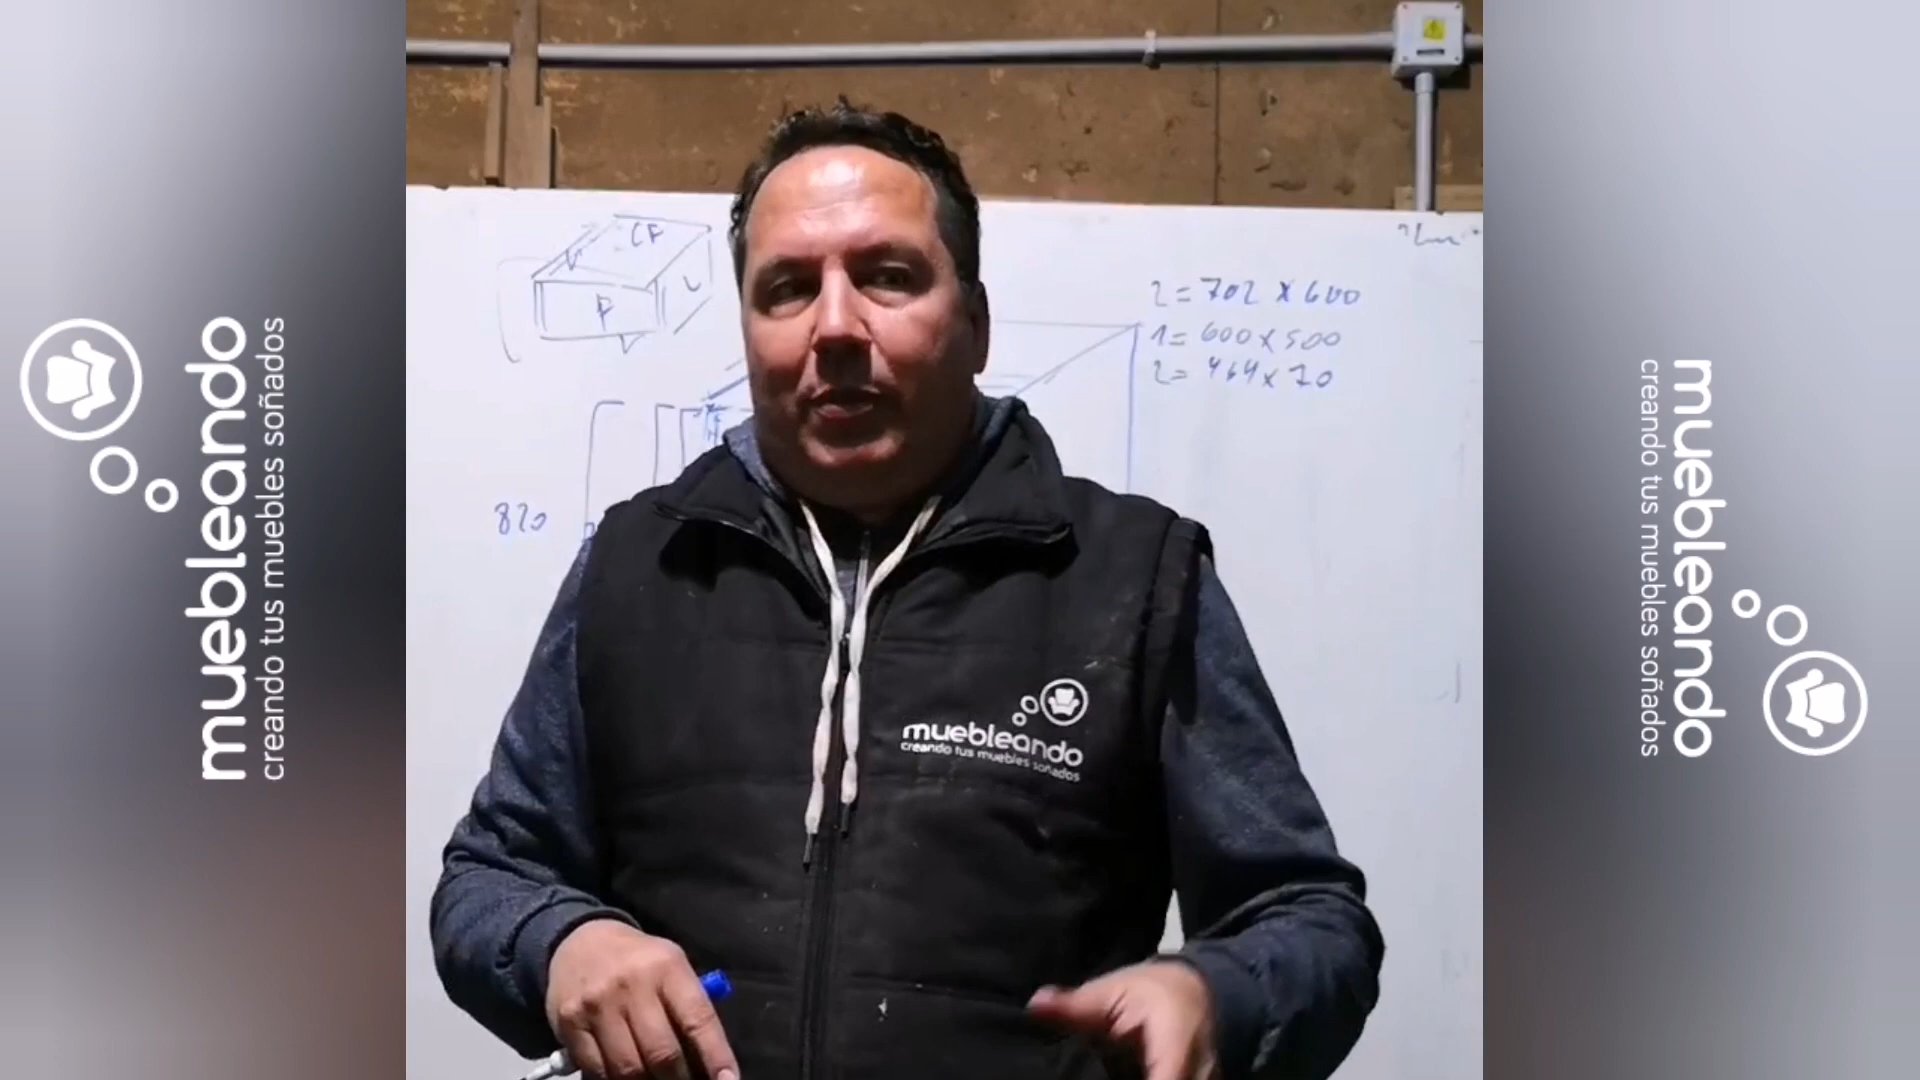 muebleando
creando tus muebles soñados
CF
P
L
V
2 = 702 x 600
1 = 600 x 500
2 = 464 x 70
820
muebleando
creando tus muebles soñados
muebleando
creando tus muebles soñados